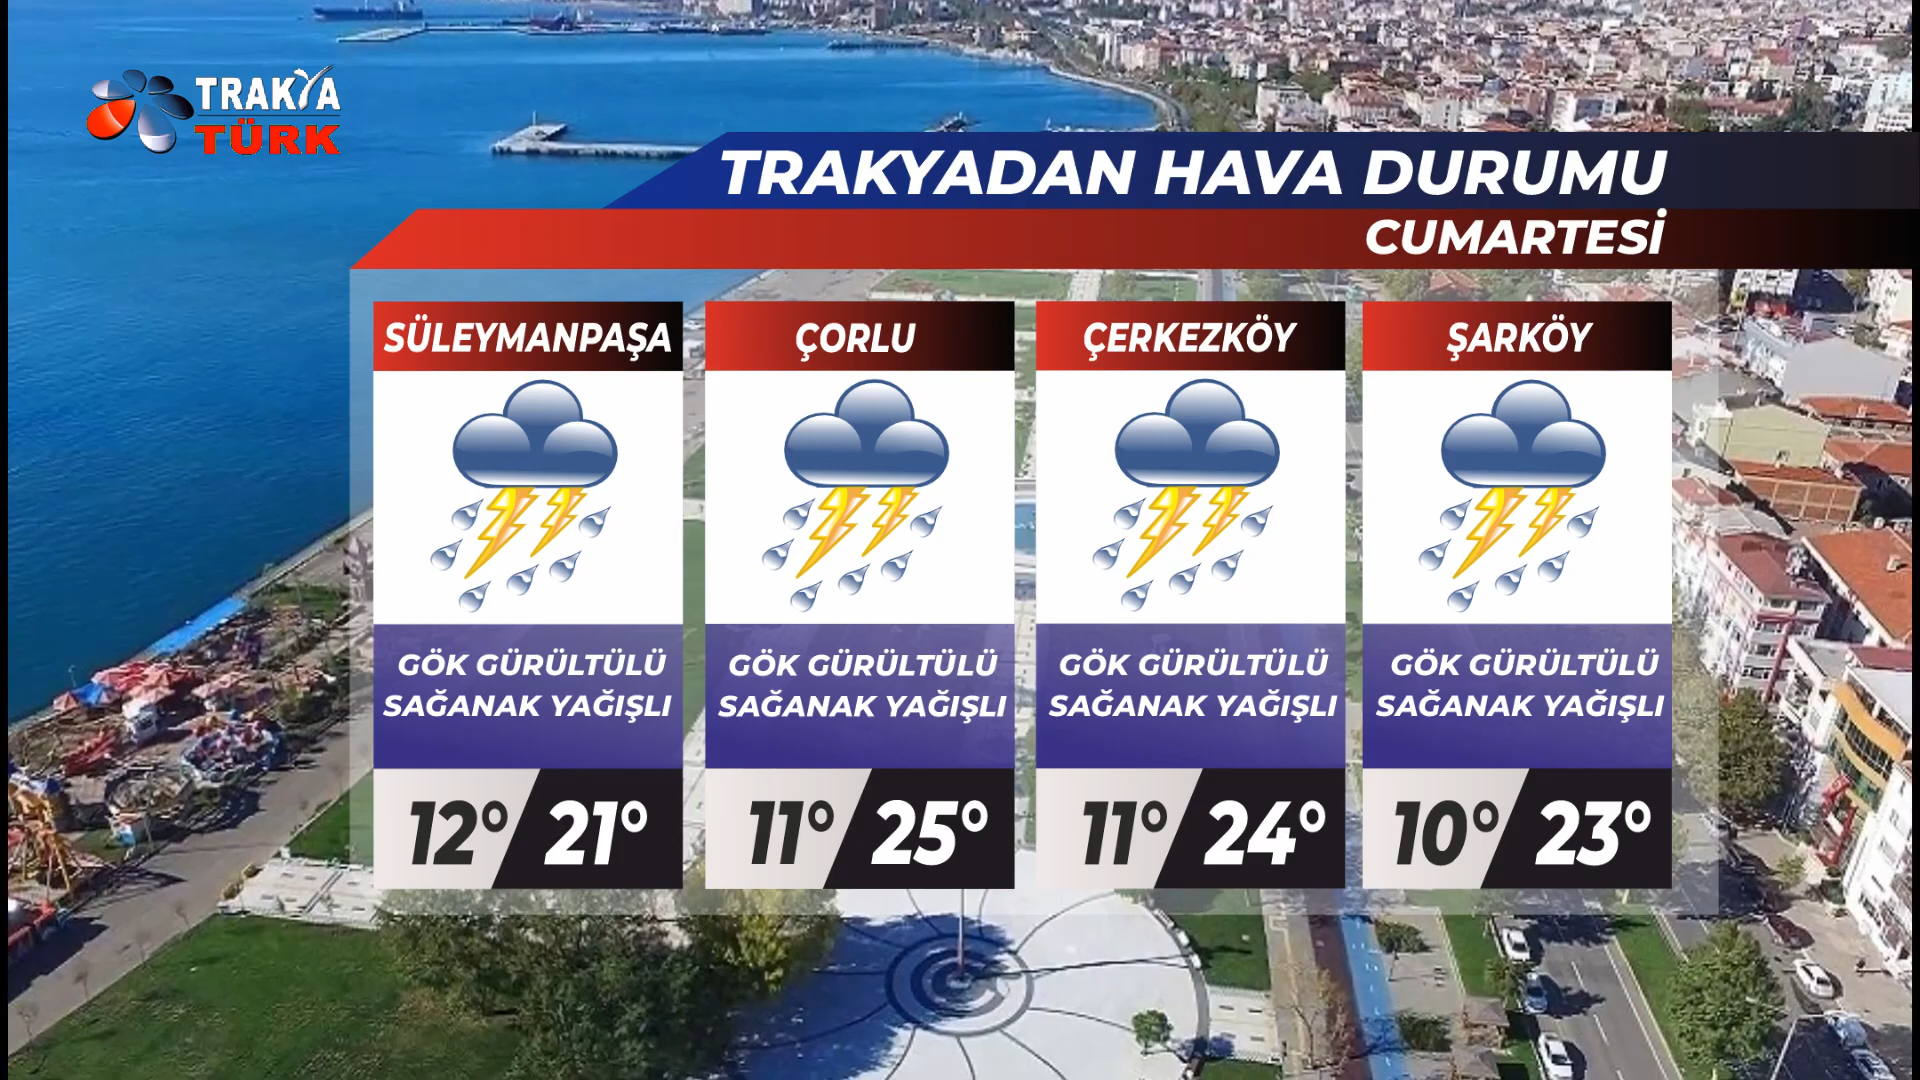 TRAKYA
TÜRK
TRAKYADAN HAVA DURUMU
CUMARTESİ
SÜLEYMANPAŞA
GÖK GÜRÜLTÜLÜ
SAĞANAK YAĞIŞLI
12° 21°
ÇORLU
GÖK GÜRÜLTÜLÜ
SAĞANAK YAĞIŞLI
11° 25°
ÇERKEZKÖY
GÖK GÜRÜLTÜLÜ
SAĞANAK YAĞIŞLI
11° 24°
ŞARKÖY
GÖK GÜRÜLTÜLÜ
SAĞANAK YAĞIŞLI
10° 23°